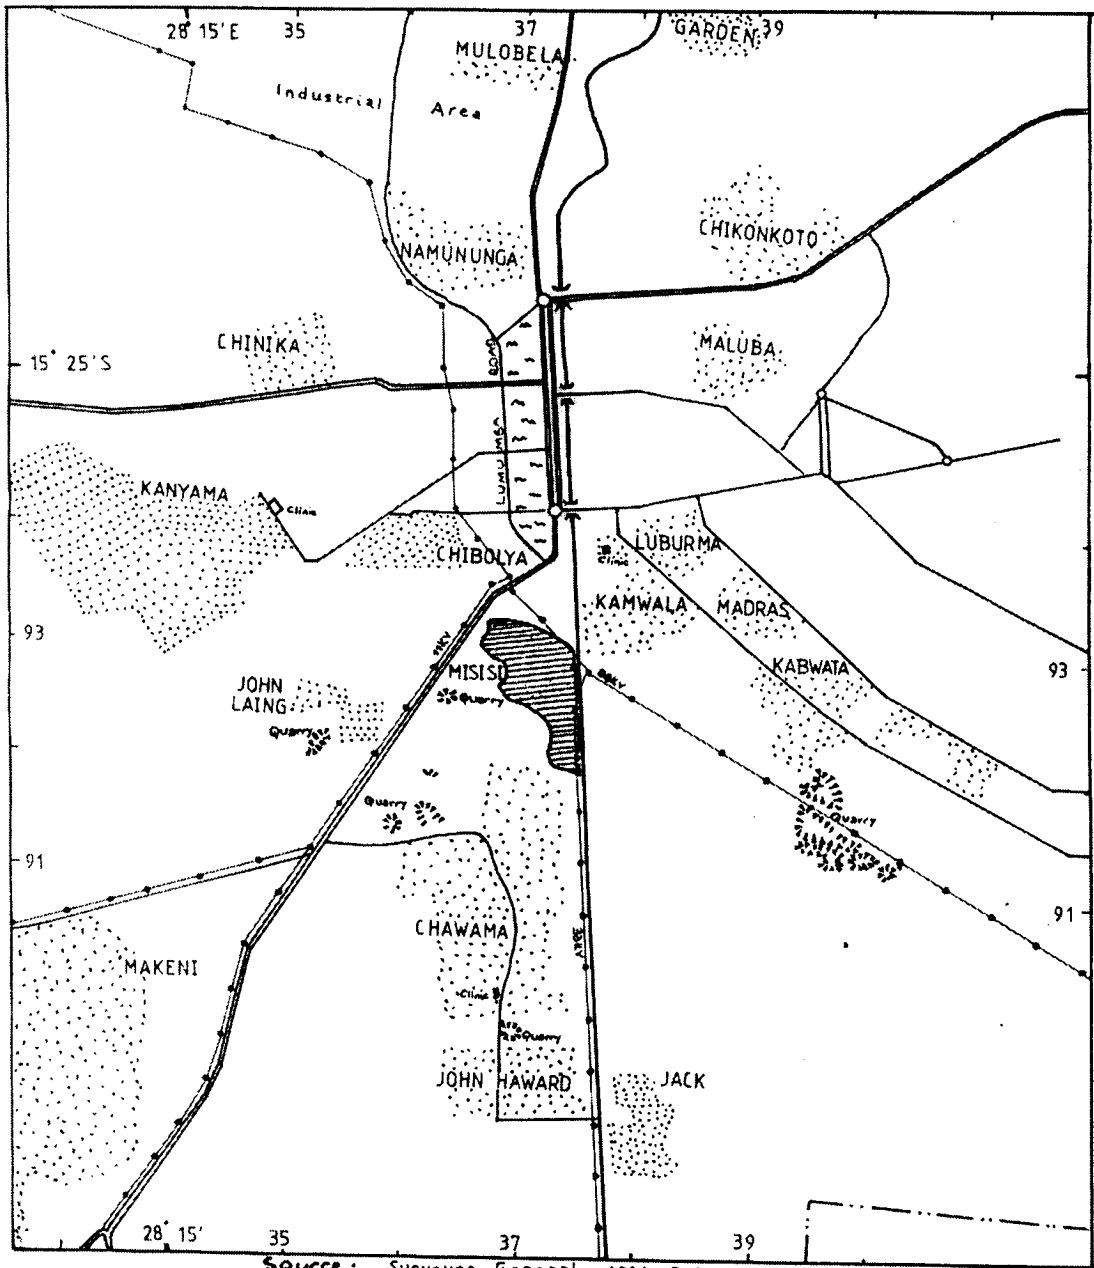 28° 15'E 35 37 39
GARDEN
MULOBELA
Industrial Area
CHIKONKOTO
NAMUNUNGA
CHINIKA
MALUBA
15° 25'S
ROAD
LUMUMBA
KANYAMA
Clinic
CHIBOLYA
LUBURMA
Clinic
KAMWALA
MADRAS
93
KABWATA
93
MISISI
JOHN
LAING
Quarry
Quarry
Quarry
Quarry
91
91
CHAWAMA
MAKENI
Clinic
Quarry
JOHN HAWARD
JACK
28° 15' 35 37 39
Source: Surveyor General